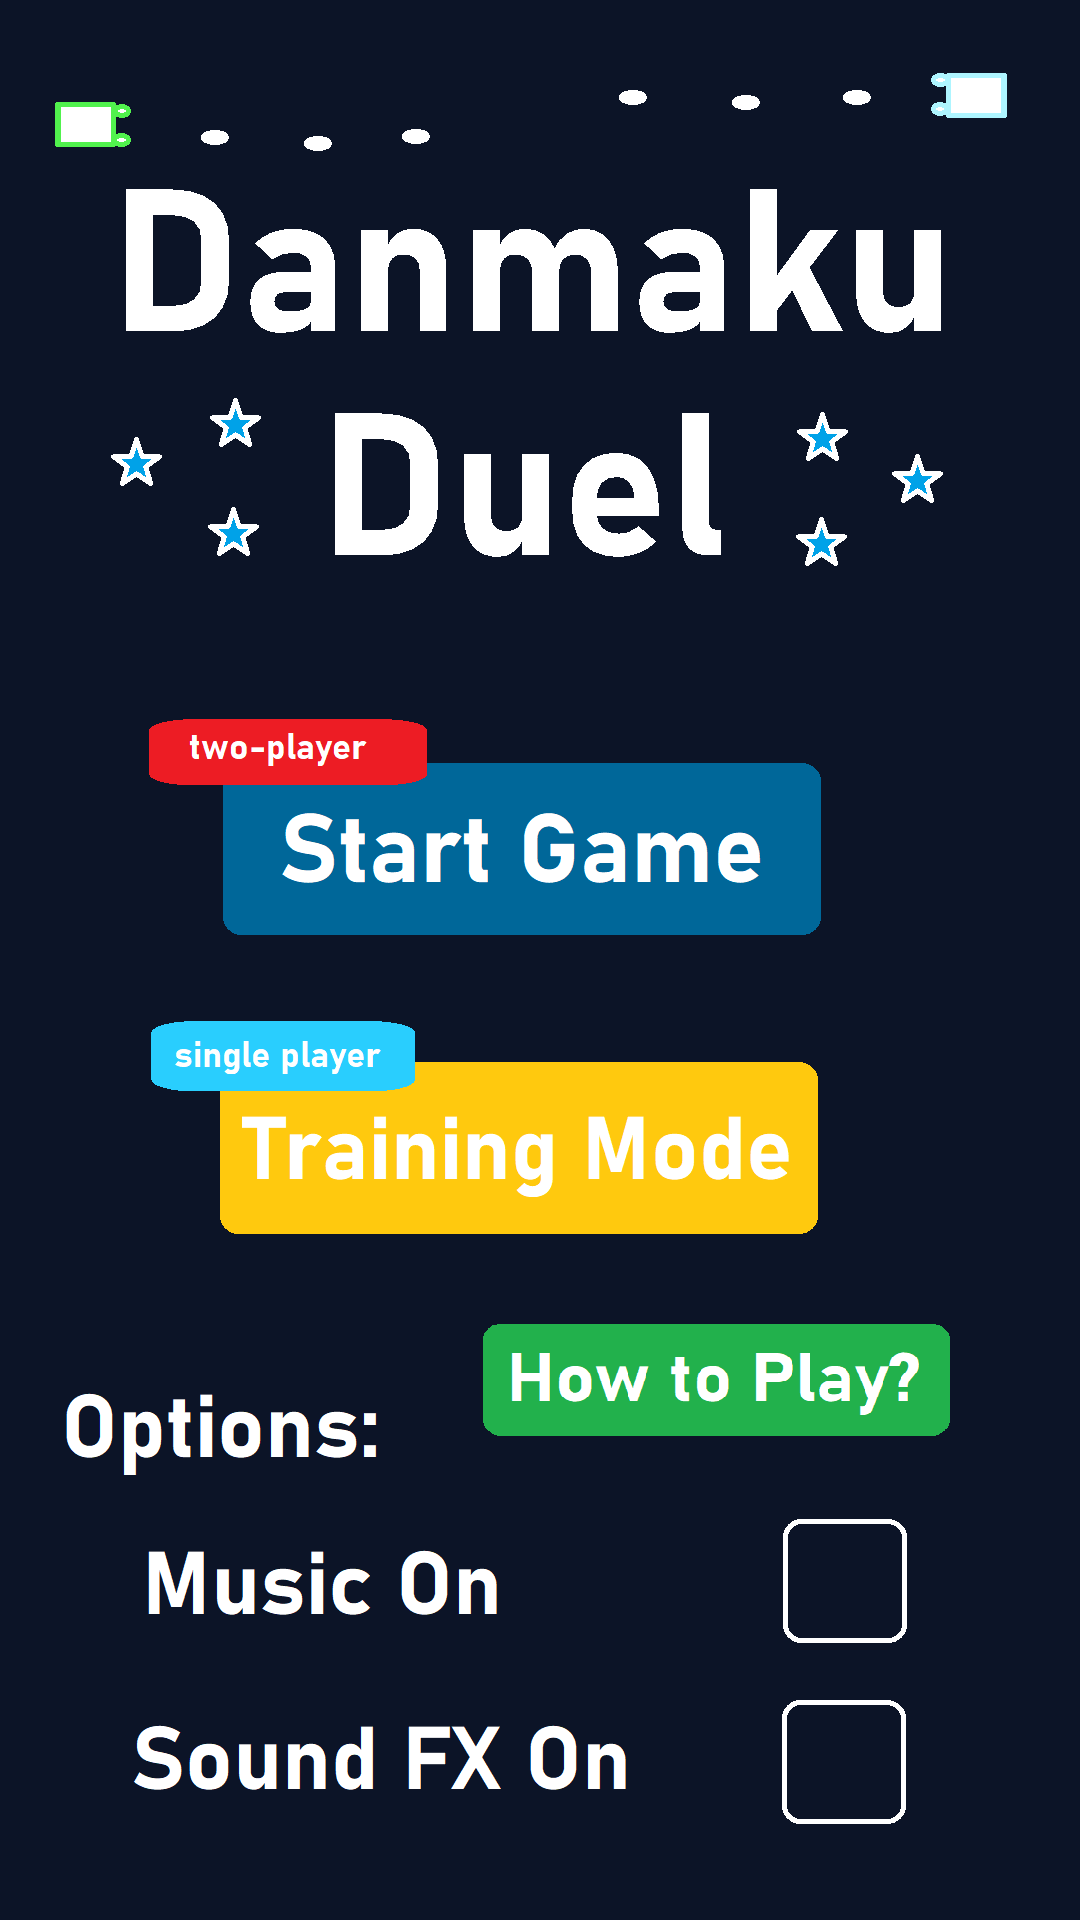 Danmaku
Duel
two-player
Start Game
single player
Training Mode
How to Play?
Options:
Music On
Sound FX On